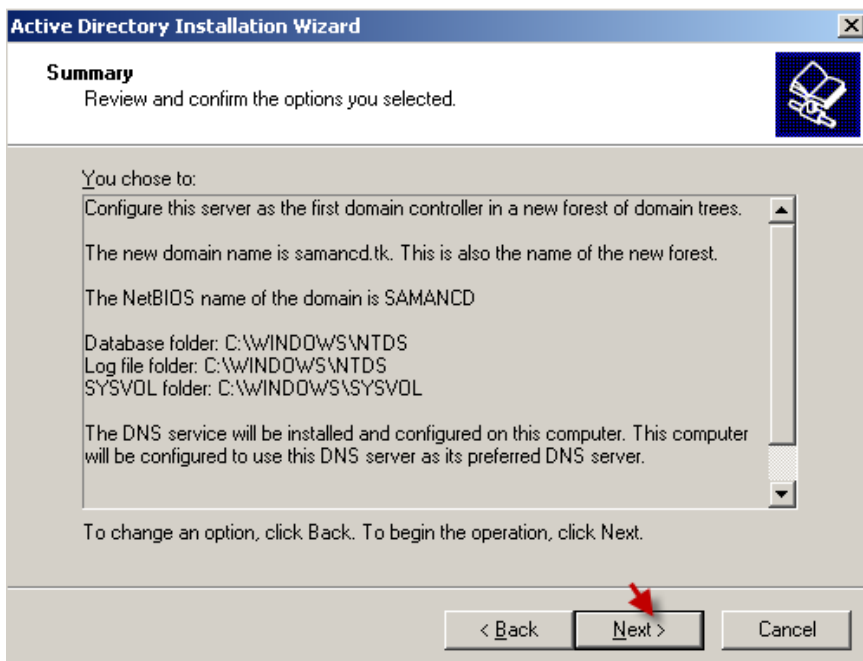 Active Directory Installation Wizard
Summary
Review and confirm the options you selected.
You chose to:
Configure this server as the first domain controller in a new forest of domain trees.
The new domain name is samancd.tk. This is also the name of the new forest.
The NetBIOS name of the domain is SAMANCD
Database folder: C:\WINDOWS\NTDS
Log file folder: C:\WINDOWS\NTDS
SYSVOL folder: C:\WINDOWS\SYSVOL
The DNS service will be installed and configured on this computer. This computer
will be configured to use this DNS server as its preferred DNS server.
To change an option, click Back. To begin the operation, click Next.
< Back Next > Cancel